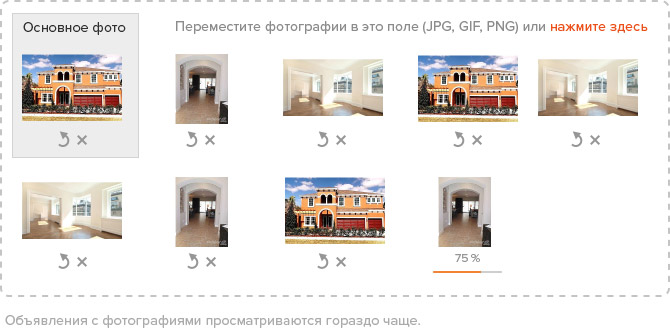 Основное фото
Переместите фотографии в это поле (JPG, GIF, PNG) или нажмите здесь
75 %
Объявления с фотографиями просматриваются гораздо чаще.